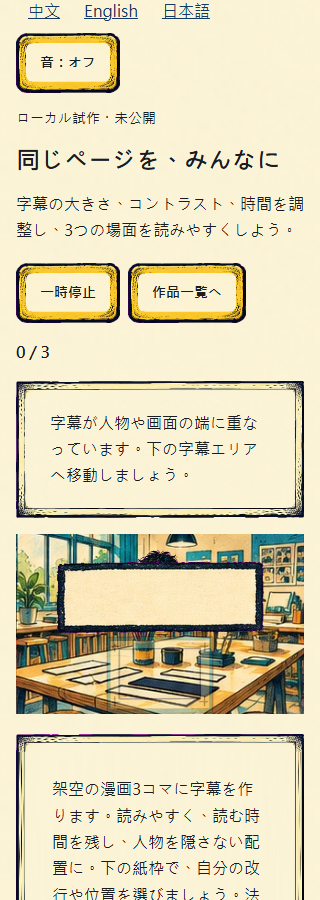 中文 English 日本語
音：オフ
ローカル試作・未公開
同じページを、みんなに
字幕の大きさ、コントラスト、時間を調
整し、3つの場面を読みやすくしよう。
一時停止 作品一覧へ
0 / 3
字幕が人物や画面の端に重な
っています。下の字幕エリア
へ移動しましょう。
架空の漫画3コマに字幕を作
ります。読みやすく、読む時
間を残し、人物を隠さない配
置に。下の紙枠で、自分の改
行や位置を選びましょう。法